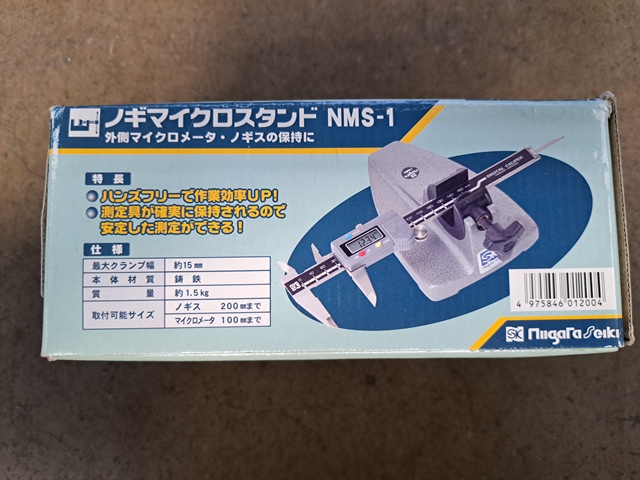 ノギマイクロスタンド NMS-1
外側マイクロメータ・ノギスの保持に
特長
●ハンズフリーで作業効率UP!
●測定具が確実に保持されるので
安定した測定ができる!
仕様
最大クランプ幅 約15mm
本体材質 鋳鉄
質量 約1.5kg
取付可能サイズ ノギス 200mmまで
マイクロメータ 100mmまで
DIGITAL CALIPER
SK
4 975846 012004
SK Niigata Seiki